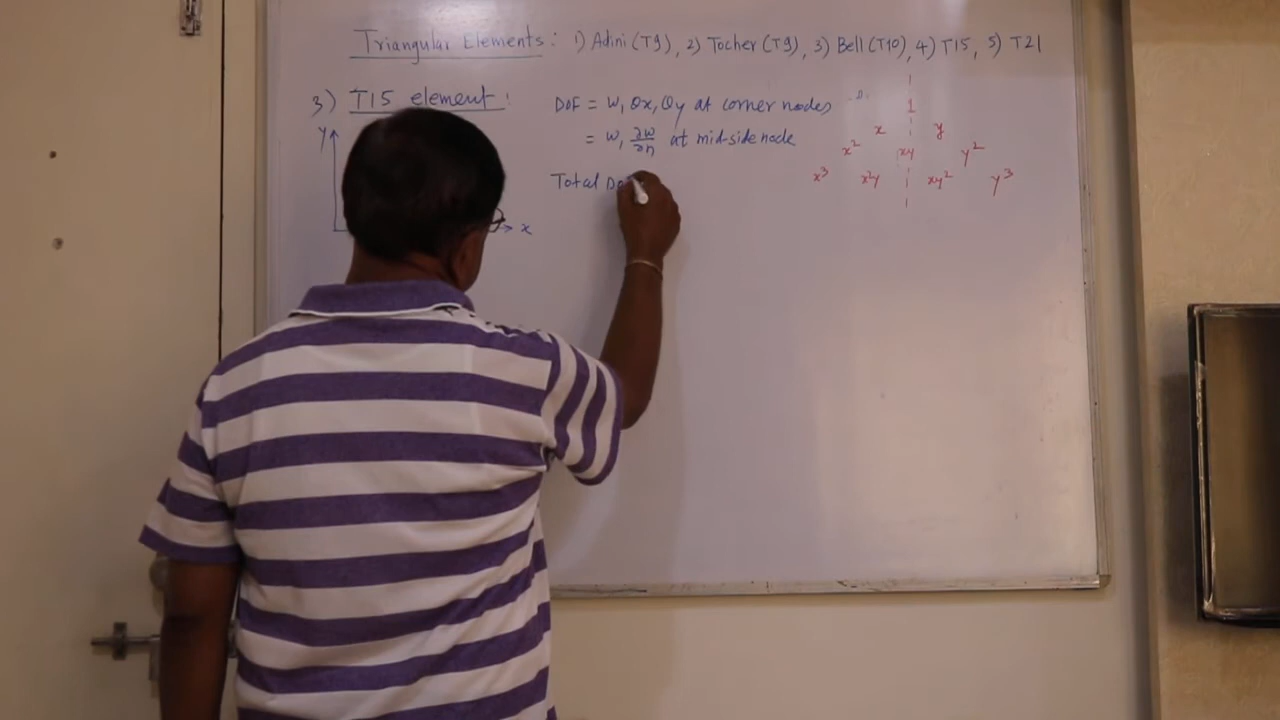 Triangular Elements: 1) Adini (T9), 2) Tocher (T9), 3) Bell (T10), 4) T15, 5) T21
3) T15 element:
DOF = w, θx, θy at corner nodes
= w, ∂w/∂n at mid-side node
Total Do
y
x
1
x y
x² xy y²
x³ x²y xy² y³